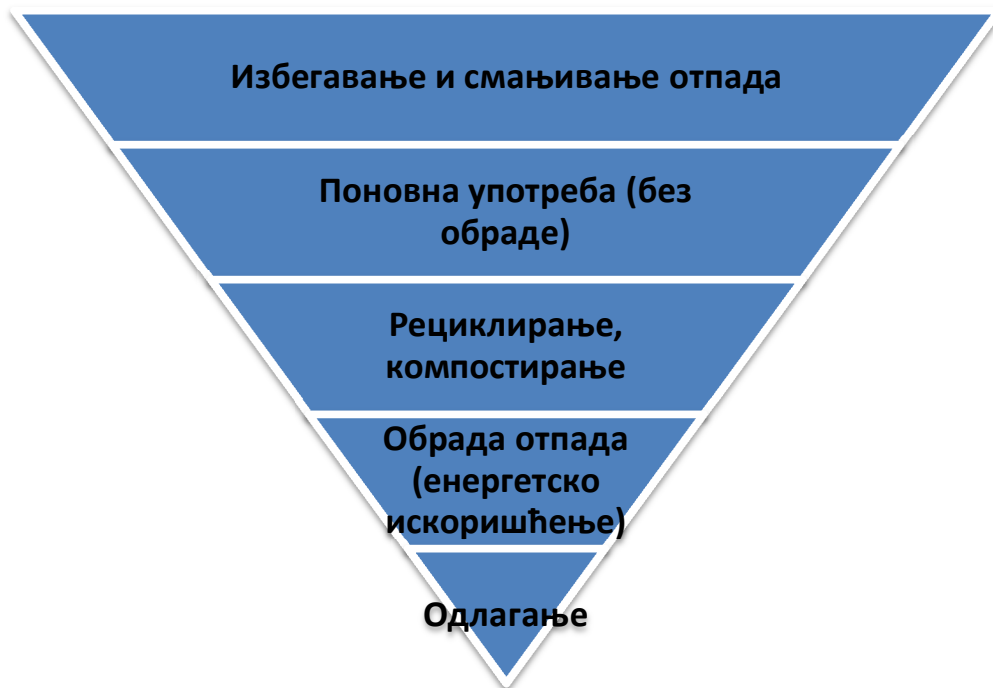 Избегавање и смањивање отпада
Поновна употреба (без
обраде)
Рециклирање,
компостирање
Обрада отпада
(енергетско
искоришћење)
Одлагање